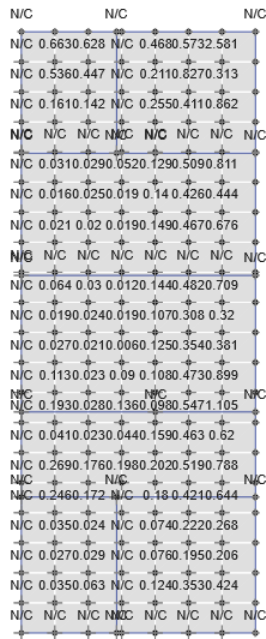 N/C N/C N/C
N/C 0.663 0.628 N/C 0.468 0.573 2.581
N/C 0.536 0.447 N/C 0.211 0.827 0.313
N/C 0.161 0.142 N/C 0.255 0.411 0.862
N/C N/C N/C N/C N/C N/C N/C
N/C 0.031 0.029 0.052 0.129 0.509 0.811
N/C 0.016 0.025 0.019 0.14 0.426 0.444
N/C 0.021 0.02 0.019 0.149 0.467 0.676
N/C N/C N/C N/C N/C N/C N/C
N/C 0.064 0.03 0.012 0.144 0.482 0.709
N/C 0.019 0.024 0.019 0.107 0.308 0.32
N/C 0.027 0.021 0.006 0.125 0.354 0.381
N/C 0.113 0.023 0.09 0.108 0.473 0.899
N/C N/C N/C
N/C 0.193 0.028 0.136 0.098 0.547 1.105
N/C 0.041 0.023 0.044 0.159 0.463 0.62
N/C 0.269 0.176 0.198 0.202 0.519 0.788
N/C N/C N/C
N/C 0.246 0.172 N/C 0.18 0.421 0.644
N/C 0.035 0.024 N/C 0.074 0.222 0.268
N/C 0.027 0.029 N/C 0.076 0.195 0.206
N/C 0.035 0.063 N/C 0.124 0.353 0.424
N/C N/C N/C N/C N/C N/C N/C